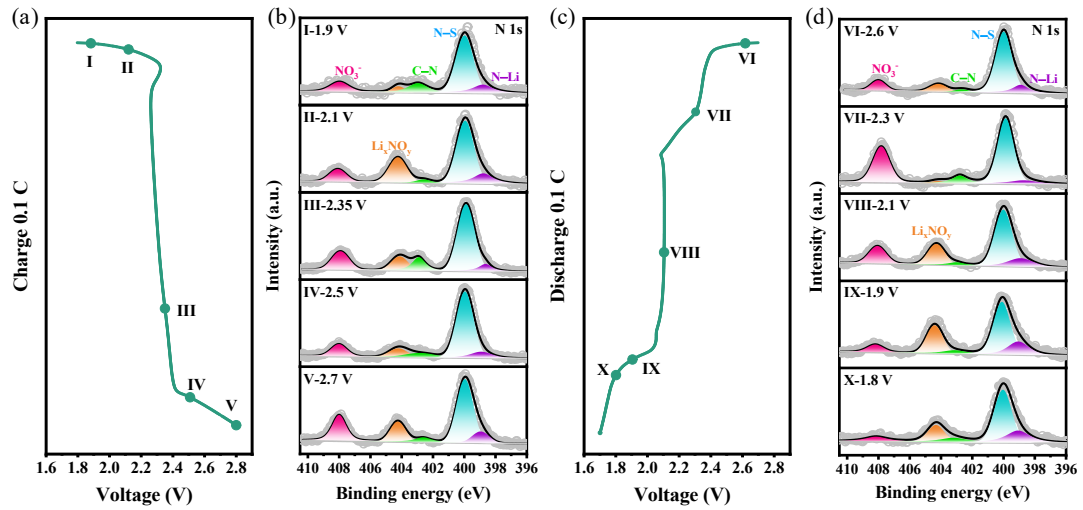 (a)
Charge 0.1 C
I
II
III
IV
V
1.6 1.8 2.0 2.2 2.4 2.6 2.8
Voltage (V)
(b)
Intensity (a.u.)
I-1.9 V
N 1s
N–S
NO₃⁻
C–N
N–Li
II-2.1 V
LiₓNOᵧ
III-2.35 V
IV-2.5 V
V-2.7 V
410 408 406 404 402 400 398 396
Binding energy (eV)
(c)
Discharge 0.1 C
VI
VII
VIII
IX
X
1.6 1.8 2.0 2.2 2.4 2.6 2.8
Voltage (V)
(d)
Intensity (a.u.)
VI-2.6 V
N 1s
N–S
NO₃⁻
C–N
N–Li
VII-2.3 V
VIII-2.1 V
LiₓNOᵧ
IX-1.9 V
X-1.8 V
410 408 406 404 402 400 398 396
Binding energy (eV)